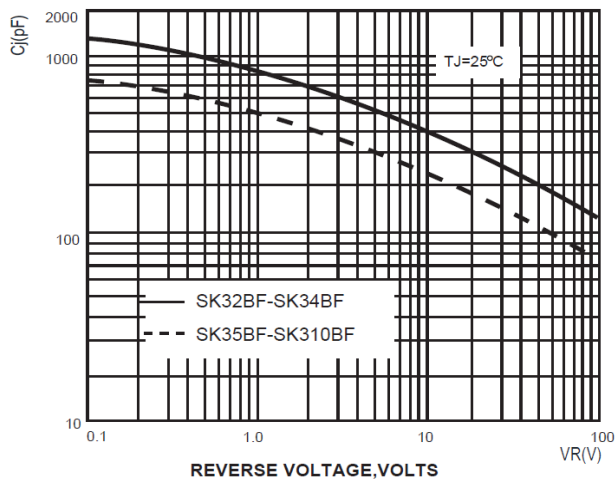 2000
Cj(pF)
1000
TJ=25ºC
100
SK32BF-SK34BF
SK35BF-SK310BF
10
0.1
1.0
10
100
VR(V)
REVERSE VOLTAGE,VOLTS